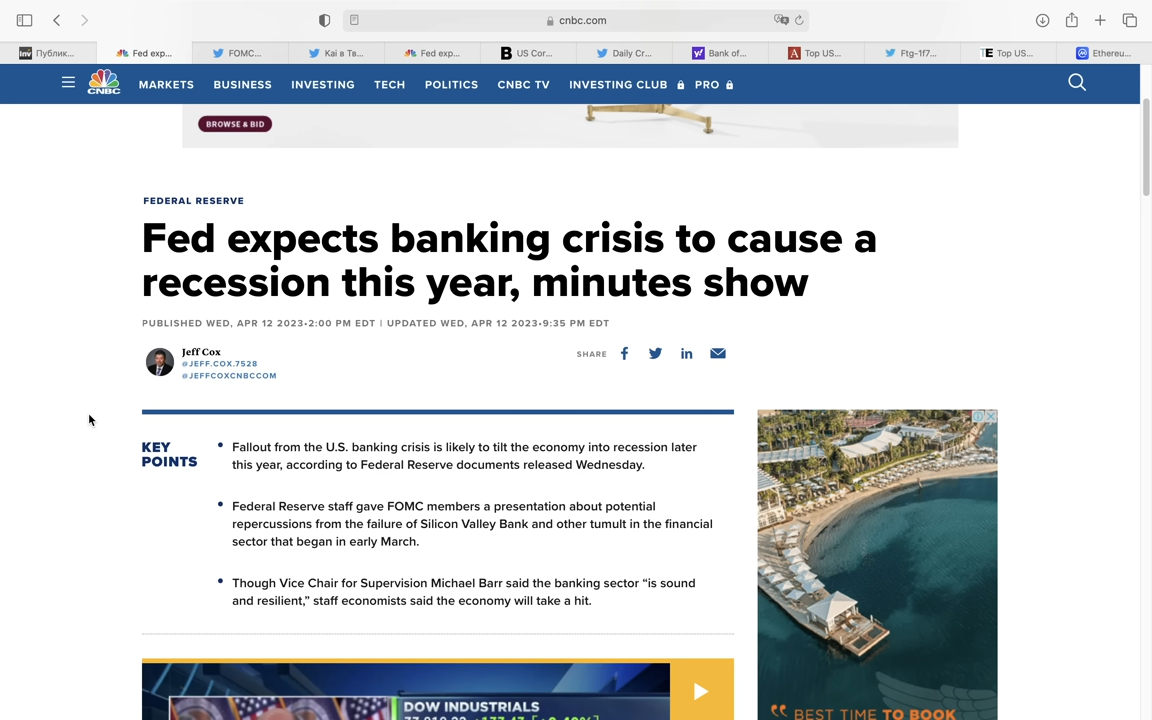 cnbc.com
inv Публик...
Fed exp...
FOMC...
Kai в Тв...
Fed exp...
B US Cor...
Daily Cr...
y! Bank of...
A Top US...
Ftg-1f7...
TE Top US...
Ethereu...
CNBC MARKETS BUSINESS INVESTING TECH POLITICS CNBC TV INVESTING CLUB PRO
BROWSE & BID
FEDERAL RESERVE
Fed expects banking crisis to cause a
recession this year, minutes show
PUBLISHED WED, APR 12 2023•2:00 PM EDT | UPDATED WED, APR 12 2023•9:35 PM EDT
Jeff Cox
@JEFF.COX.7528
@JEFFCOXCNBCCOM
SHARE
KEY
POINTS
• Fallout from the U.S. banking crisis is likely to tilt the economy into recession later
this year, according to Federal Reserve documents released Wednesday.
• Federal Reserve staff gave FOMC members a presentation about potential
repercussions from the failure of Silicon Valley Bank and other tumult in the financial
sector that began in early March.
• Though Vice Chair for Supervision Michael Barr said the banking sector “is sound
and resilient,” staff economists said the economy will take a hit.
DOW INDUSTRIALS
“ BEST TIME TO BOOK